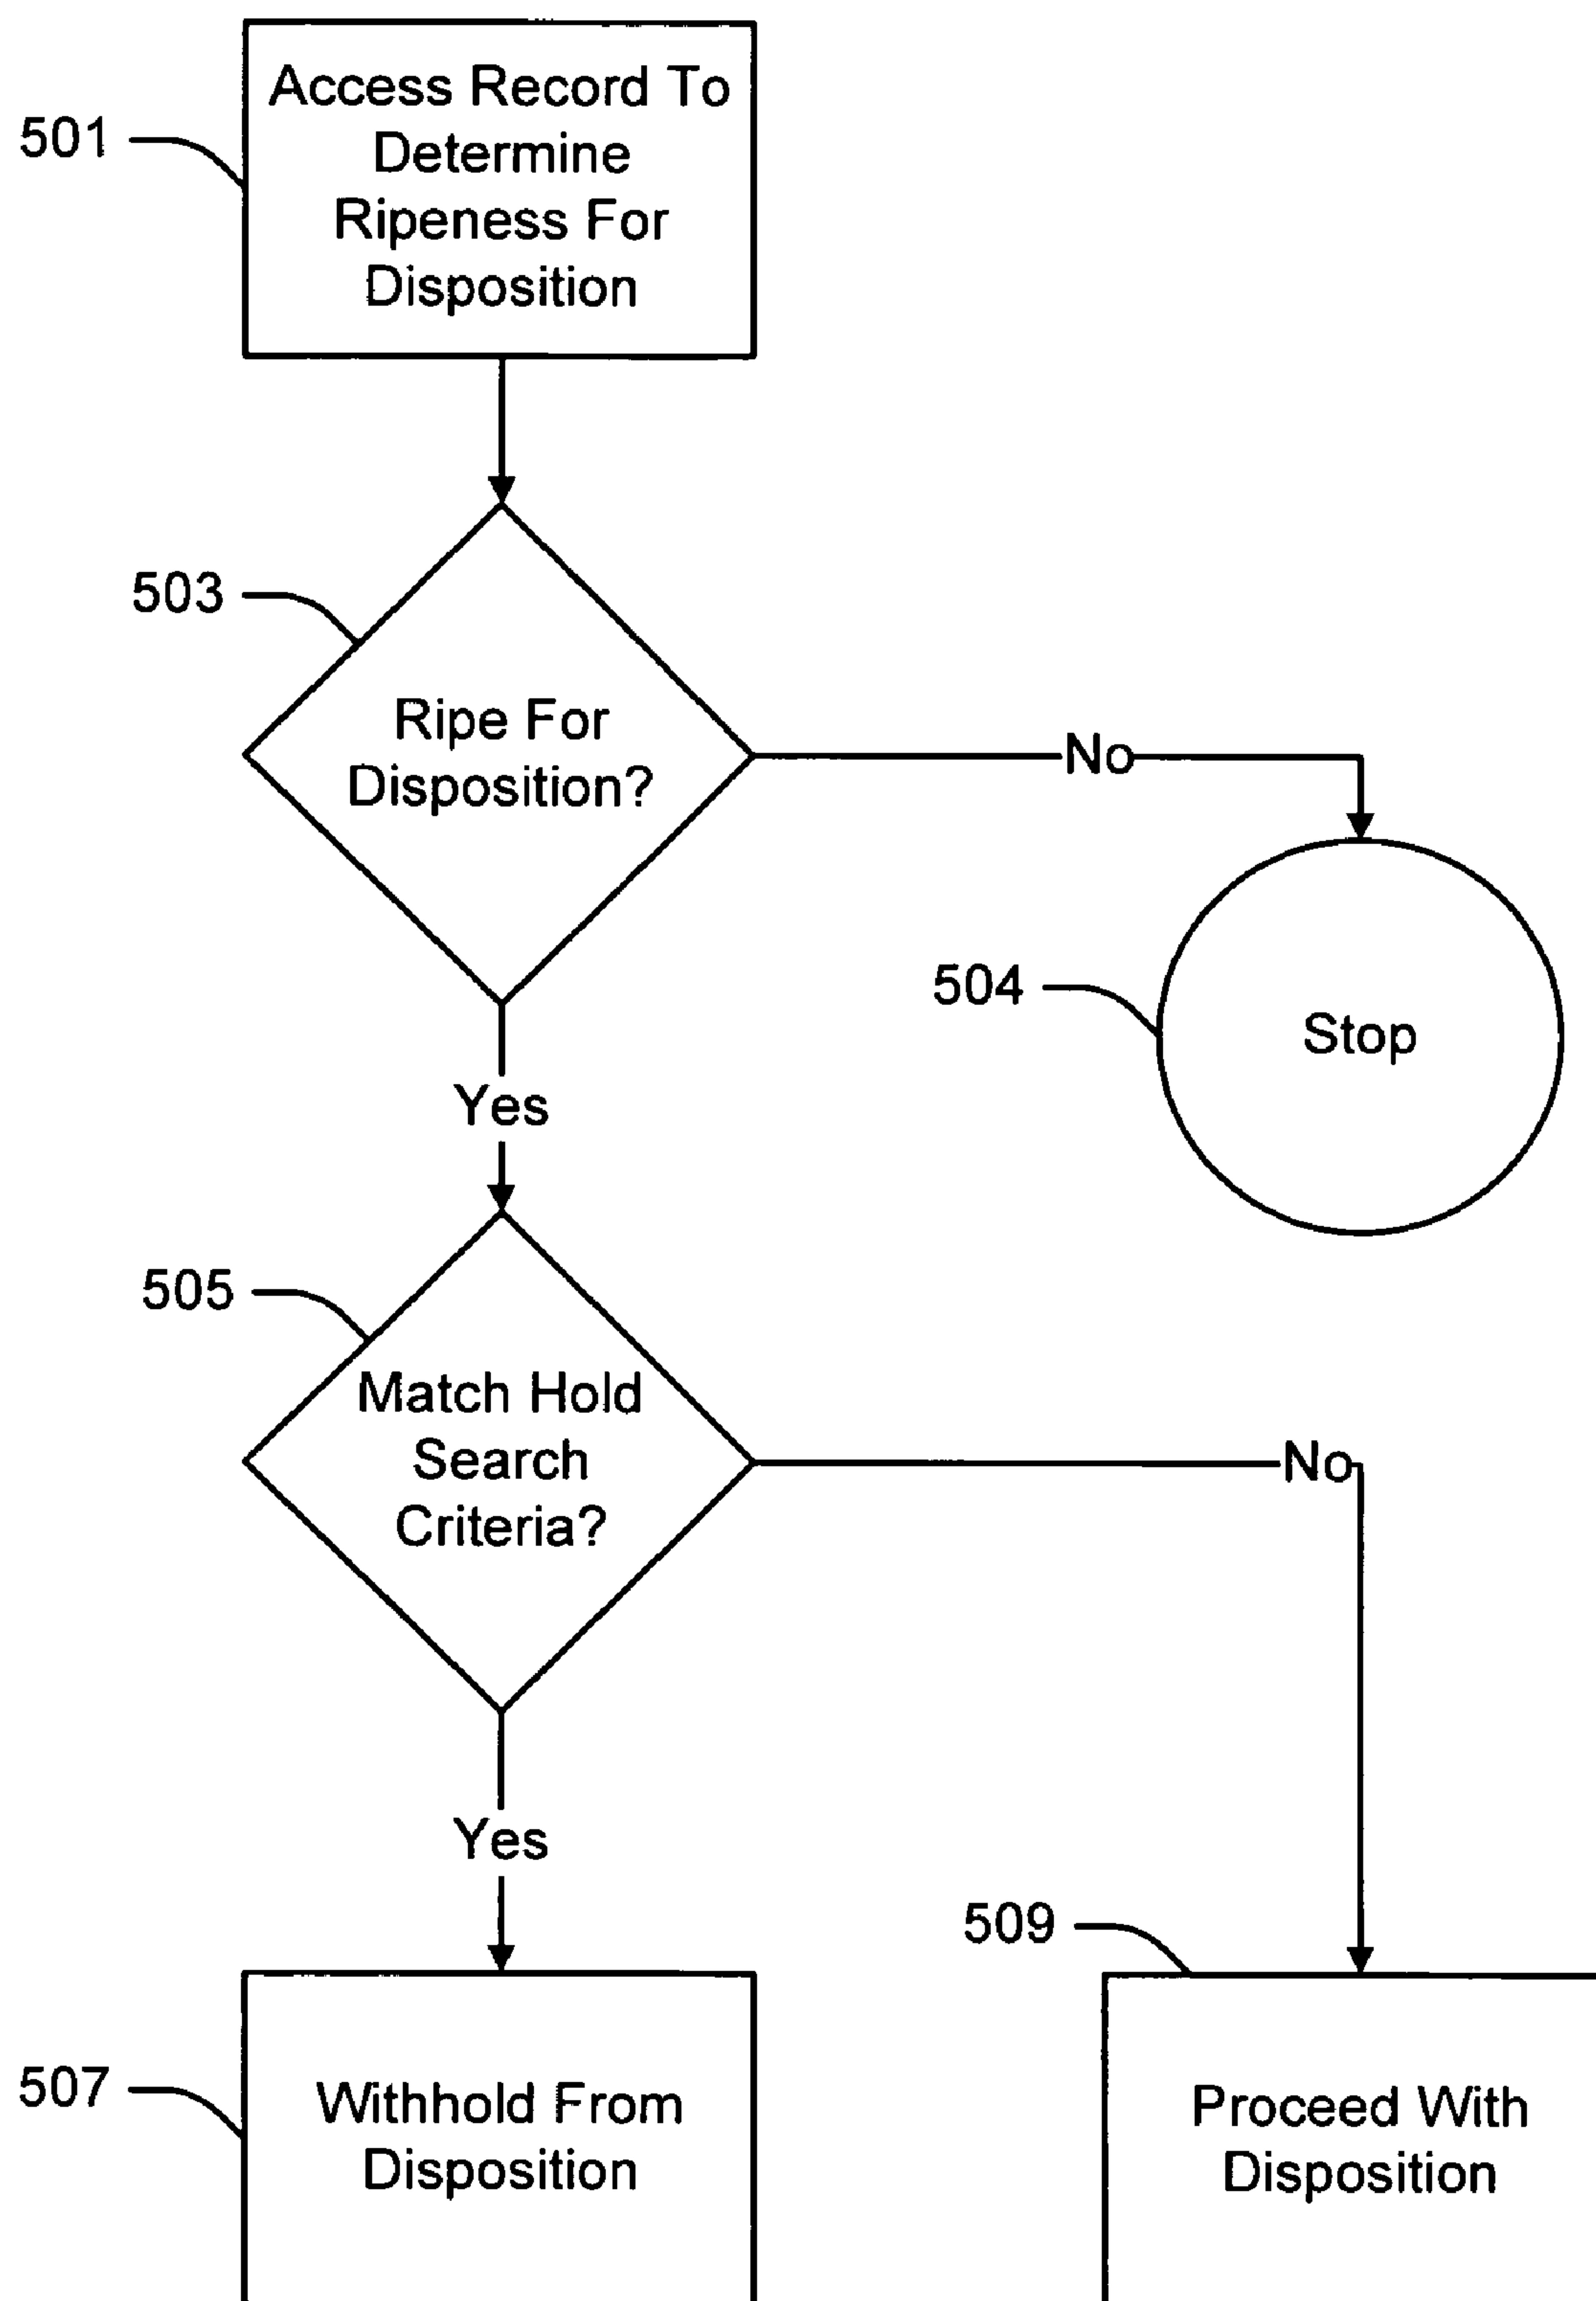 Access Record To
Determine
Ripeness For
Disposition
501
503
Ripe For
Disposition?
No
504
Stop
Yes
505
Match Hold
Search
Criteria?
No
Yes
509
507
Withhold From
Disposition
Proceed With
Disposition